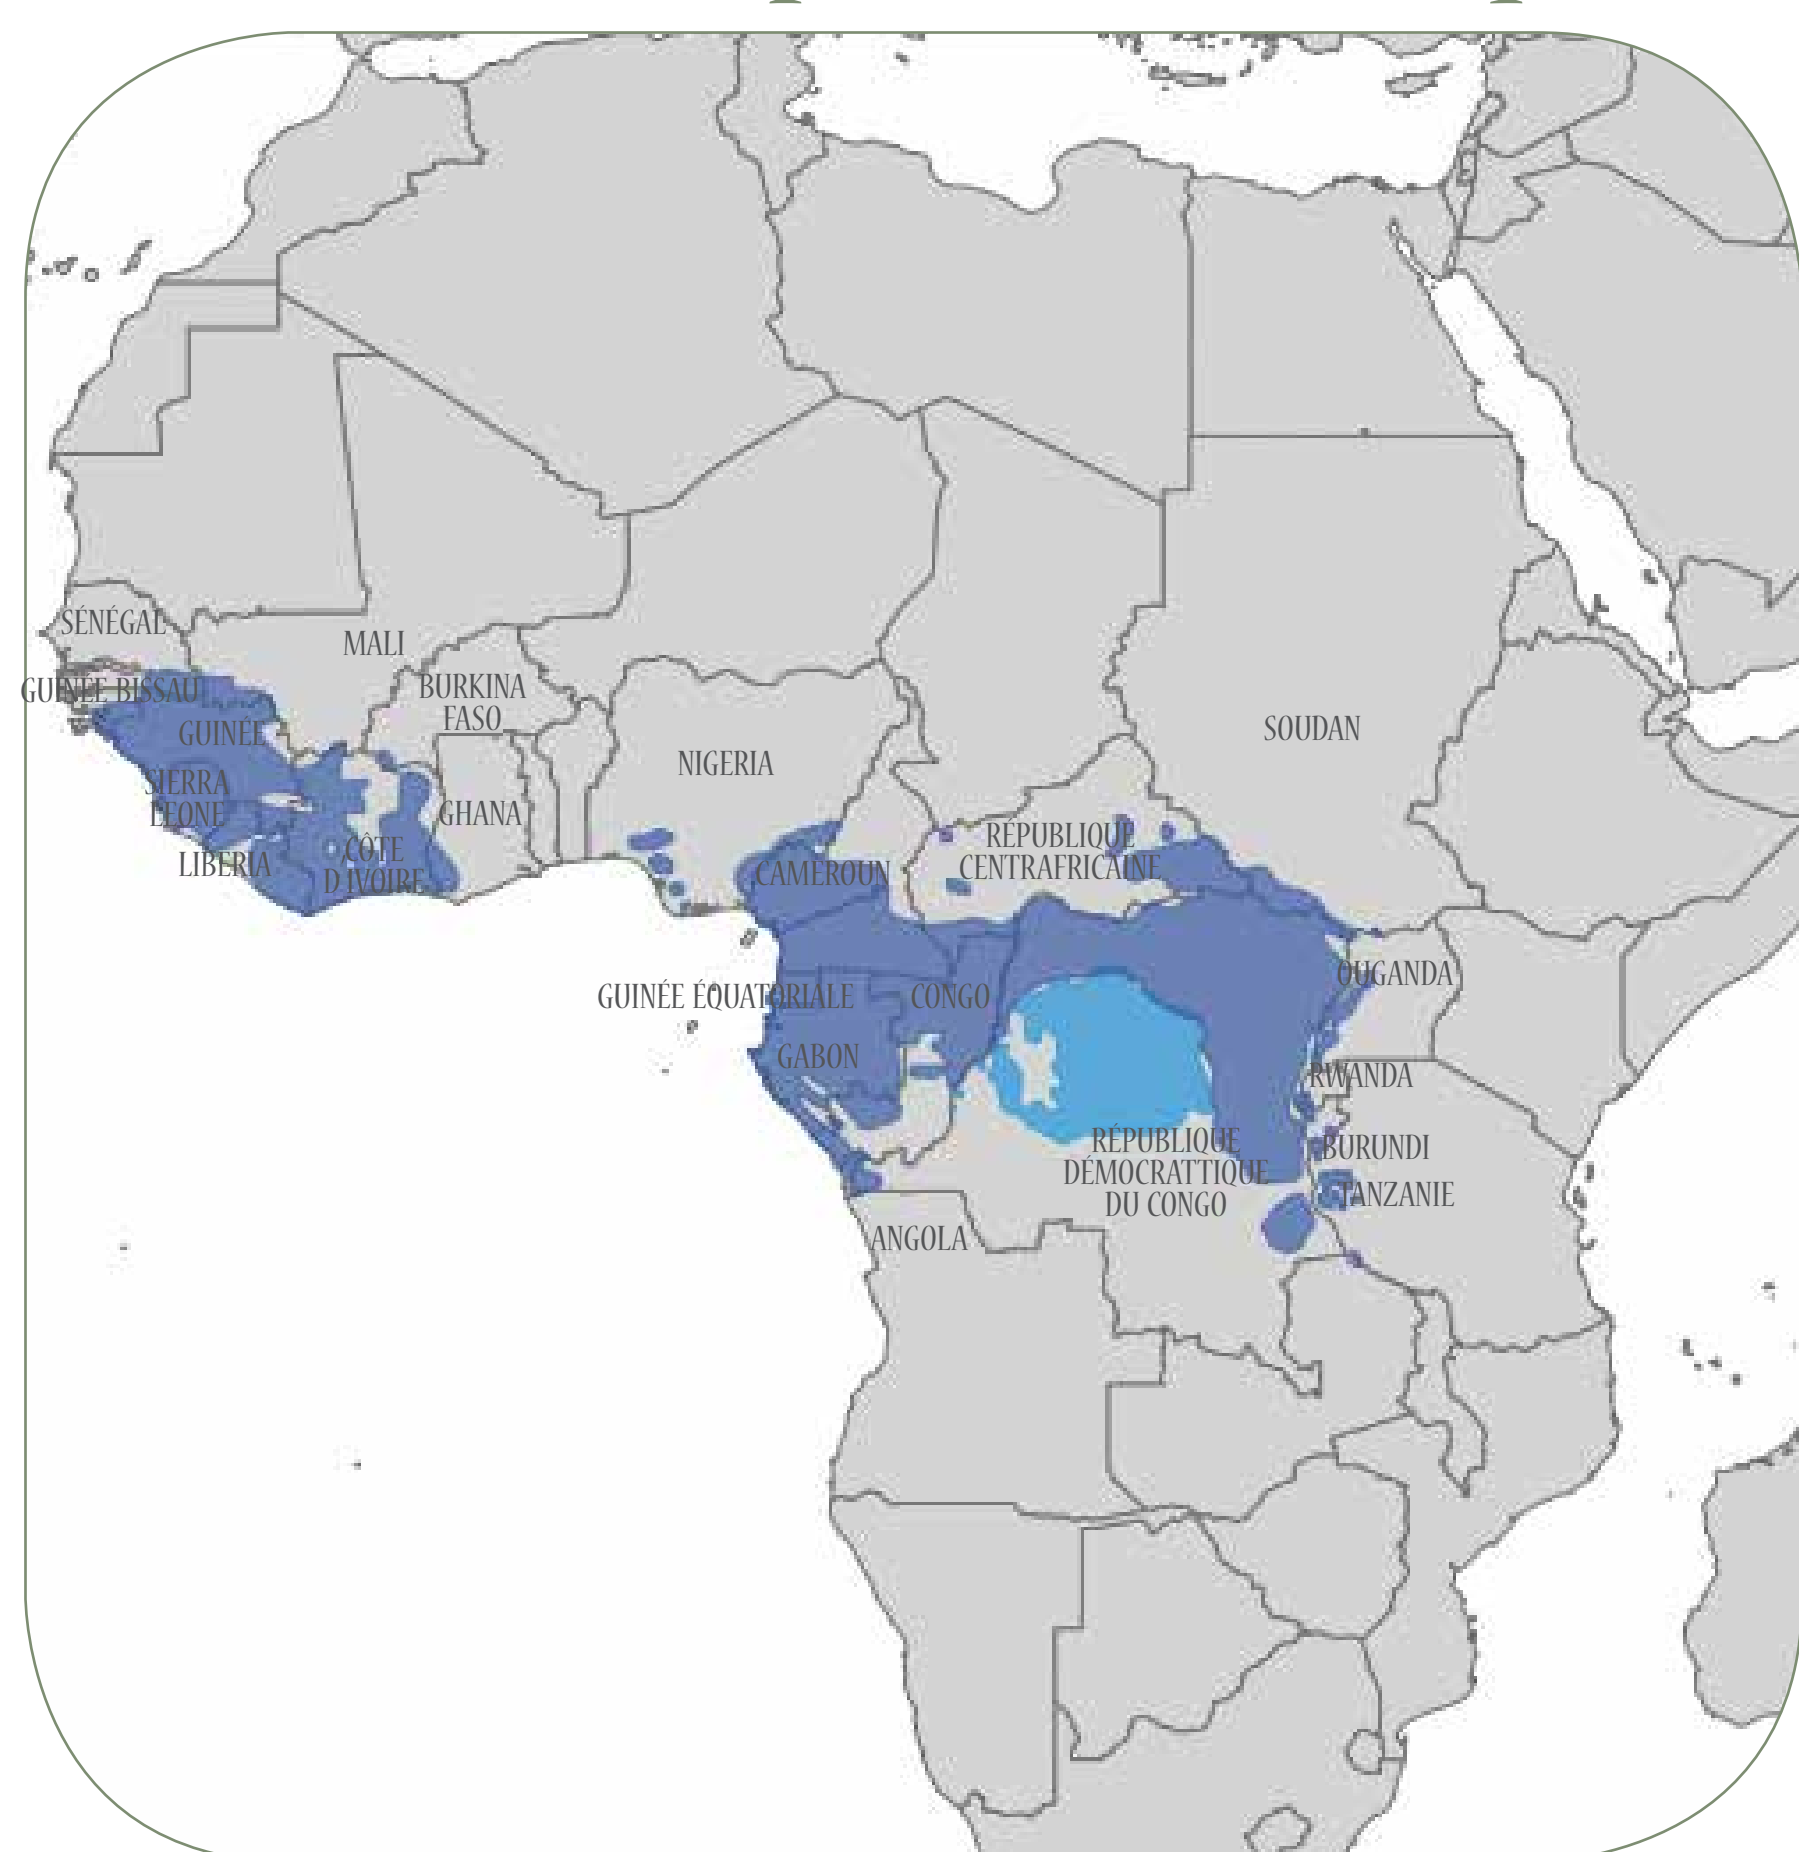 SÉNÉGAL
MALI
GUINÉE BISSAU
BURKINA
FASO
GUINÉE
SOUDAN
NIGERIA
SIERRA
LEONE
GHANA
RÉPUBLIQUE
CENTRAFRICAINE
LIBERIA
CÔTE
D'IVOIRE
CAMEROUN
OUGANDA
GUINÉE ÉQUATORIALE
CONGO
GABON
RWANDA
RÉPUBLIQUE
DÉMOCRATTIQUE
DU CONGO
BURUNDI
TANZANIE
ANGOLA